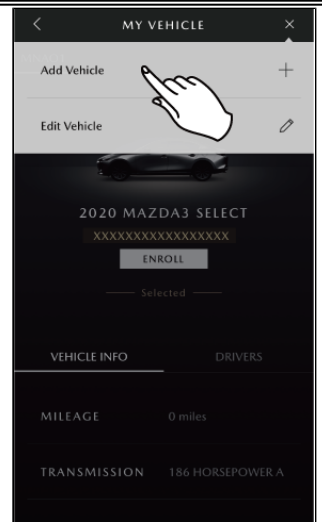 MY VEHICLE
Add Vehicle
Edit Vehicle
2020 MAZDA3 SELECT
XXXXXXXXXXXXXXXXX
ENROLL
Selected
VEHICLE INFO DRIVERS
MILEAGE 0 miles
TRANSMISSION 186 HORSEPOWER A